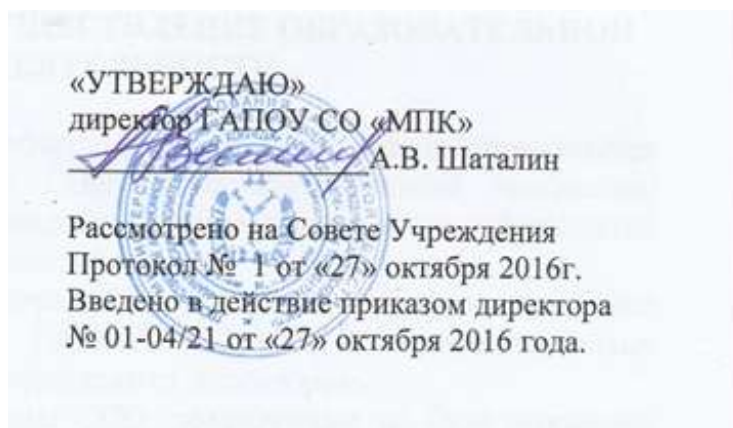 «УТВЕРЖДАЮ»
директор ГАПОУ СО «МПК»
А.В. Шаталин
Рассмотрено на Совете Учреждения
Протокол № 1 от «27» октября 2016г.
Введено в действие приказом директора
№ 01-04/21 от «27» октября 2016 года.